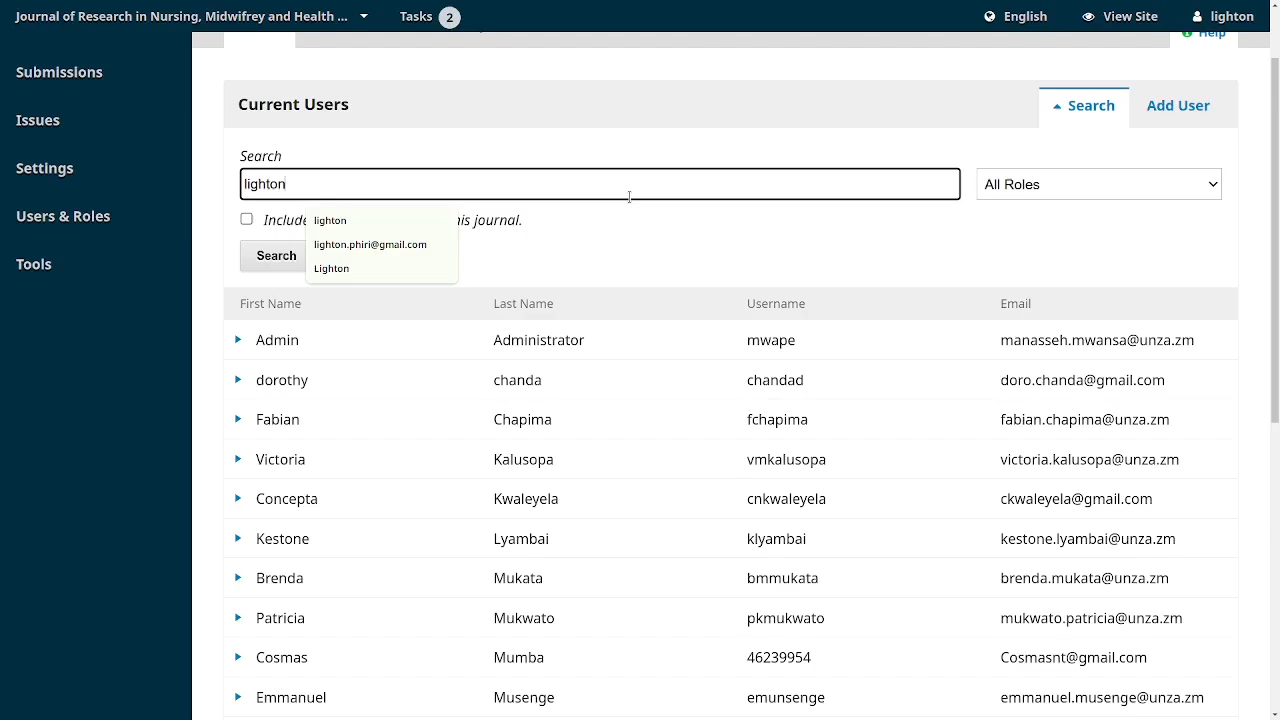 Journal of Research in Nursing, Midwifrey and Health ... Tasks 2 English View Site lighton
Help
Submissions
Issues
Settings
Users & Roles
Tools
Current Users Search Add User
Search
lighton All Roles
Include his journal.
lighton
lighton.phiri@gmail.com
Lighton
Search
First Name Last Name Username Email
Admin Administrator mwape manasseh.mwansa@unza.zm
dorothy chanda chandad doro.chanda@gmail.com
Fabian Chapima fchapima fabian.chapima@unza.zm
Victoria Kalusopa vmkalusopa victoria.kalusopa@unza.zm
Concepta Kwaleyela cnkwaleyela ckwaleyela@gmail.com
Kestone Lyambai klyambai kestone.lyambai@unza.zm
Brenda Mukata bmmukata brenda.mukata@unza.zm
Patricia Mukwato pkmukwato mukwato.patricia@unza.zm
Cosmas Mumba 46239954 Cosmasnt@gmail.com
Emmanuel Musenge emunsenge emmanuel.musenge@unza.zm